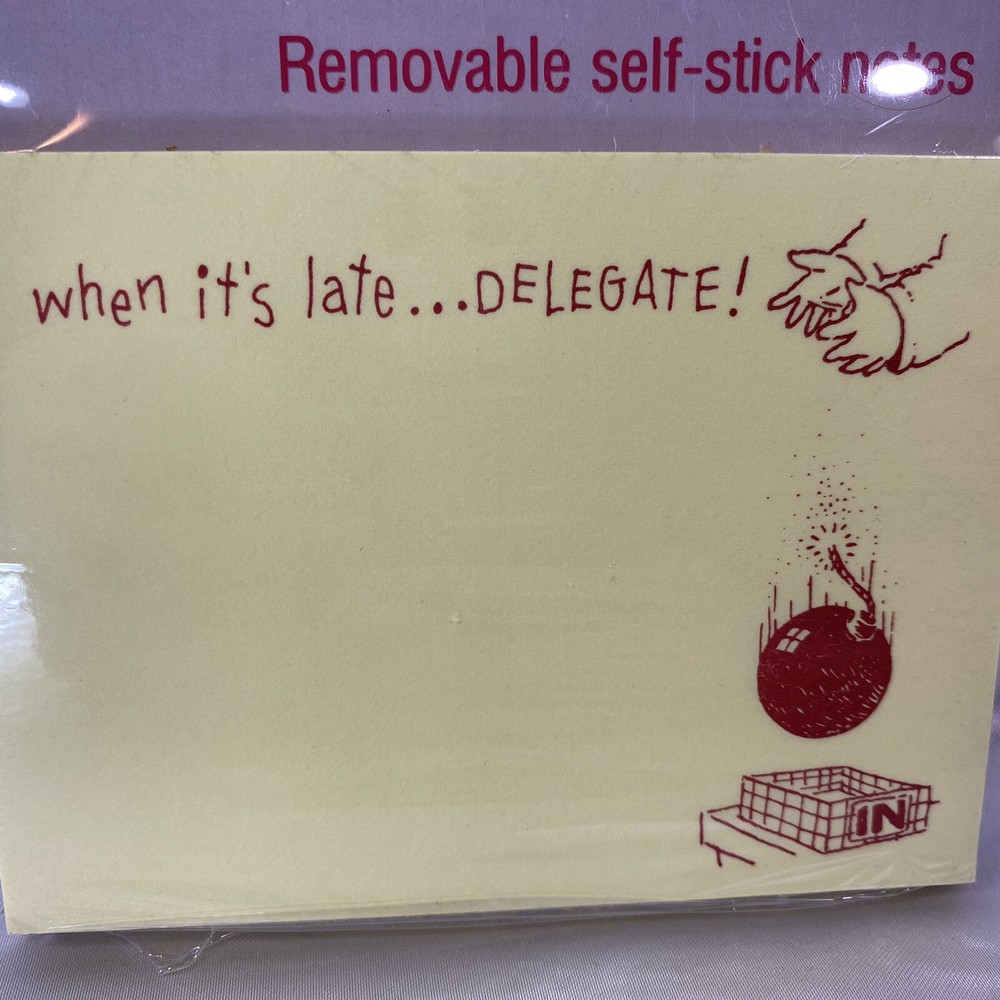 Removable self-stick notes
when it's late...DELEGATE!
IN